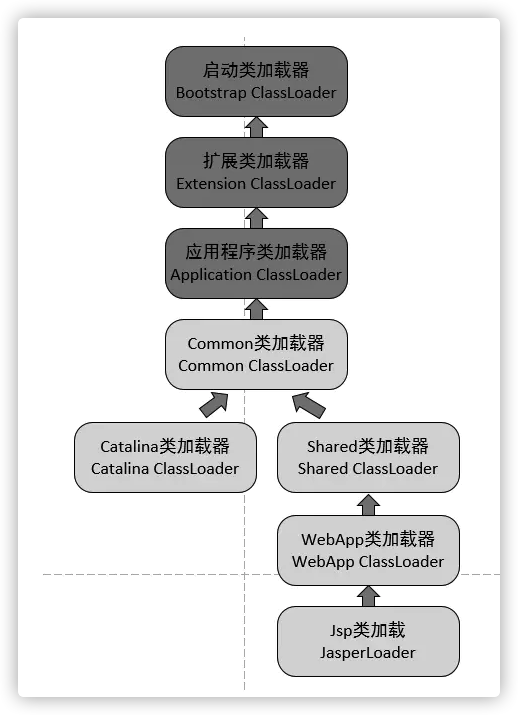 启动类加载器
Bootstrap ClassLoader
扩展类加载器
Extension ClassLoader
应用程序类加载器
Application ClassLoader
Common类加载器
Common ClassLoader
Catalina类加载器
Catalina ClassLoader
Shared类加载器
Shared ClassLoader
WebApp类加载器
WebApp ClassLoader
Jsp类加载
JasperLoader